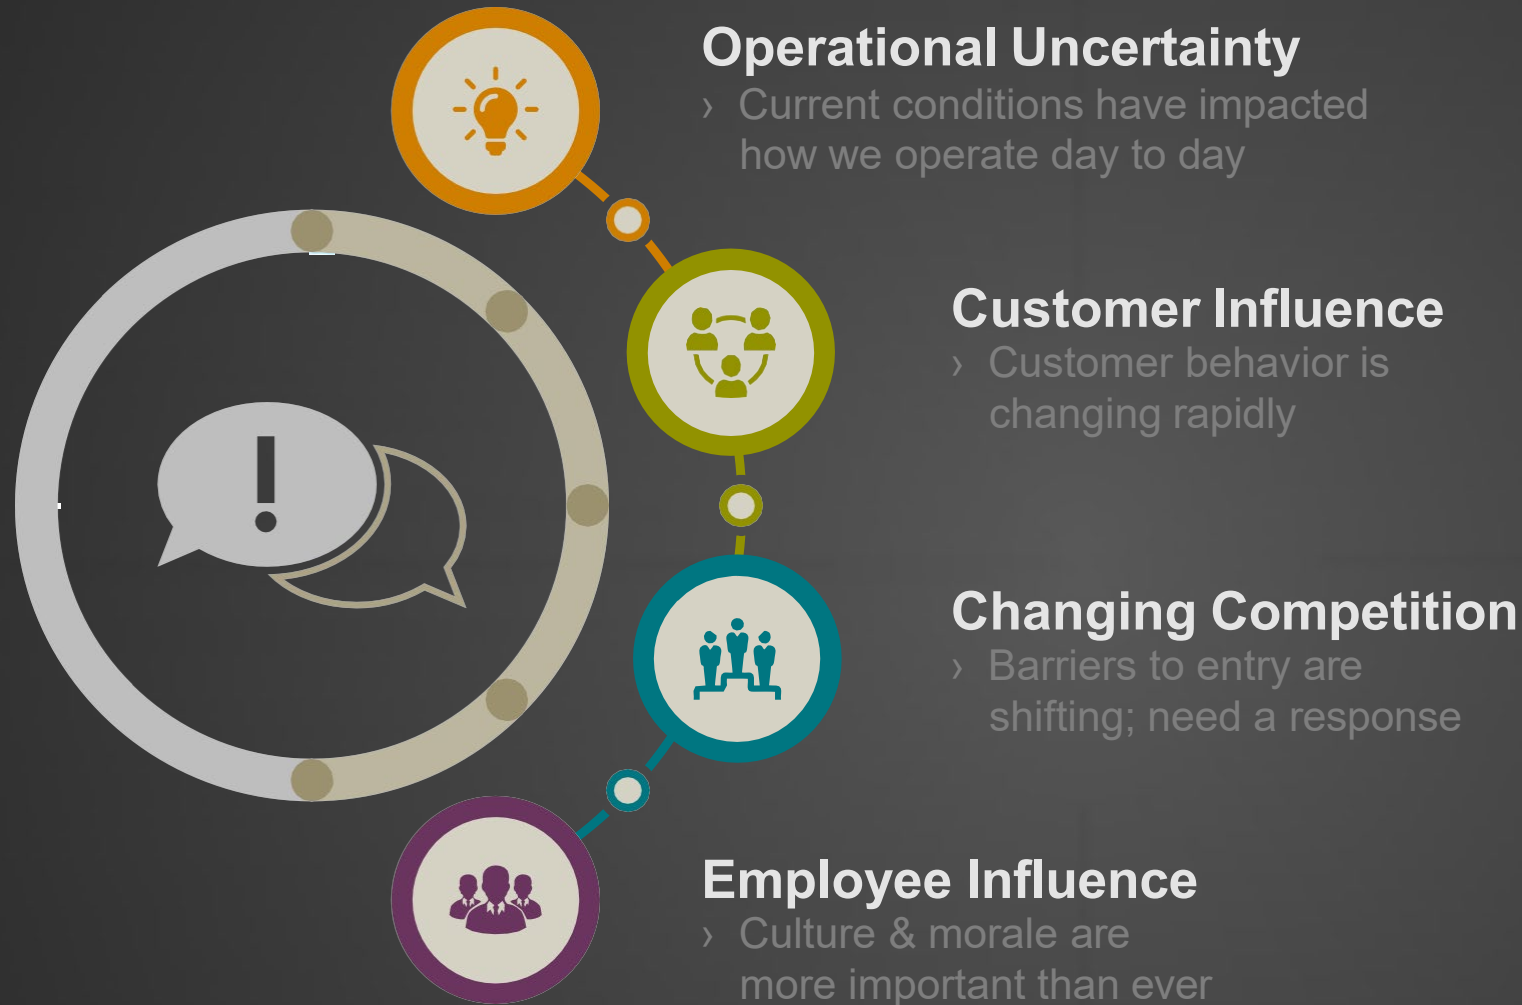 Operational Uncertainty
› Current conditions have impacted
how we operate day to day
Customer Influence
› Customer behavior is
changing rapidly
!
Changing Competition
› Barriers to entry are
shifting; need a response
Employee Influence
› Culture & morale are
more important than ever